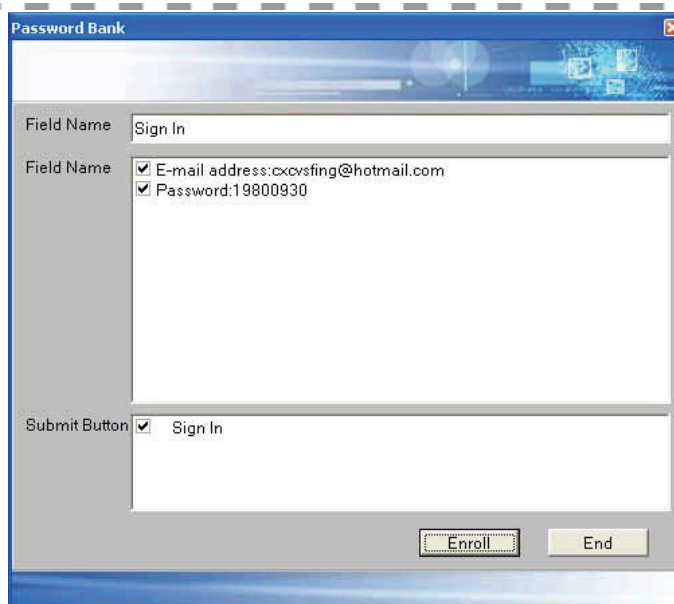 Password Bank
Field Name Sign In
Field Name E-mail address:cxcvsfing@hotmail.com
Password:19800930
Submit Button Sign In
Enroll End